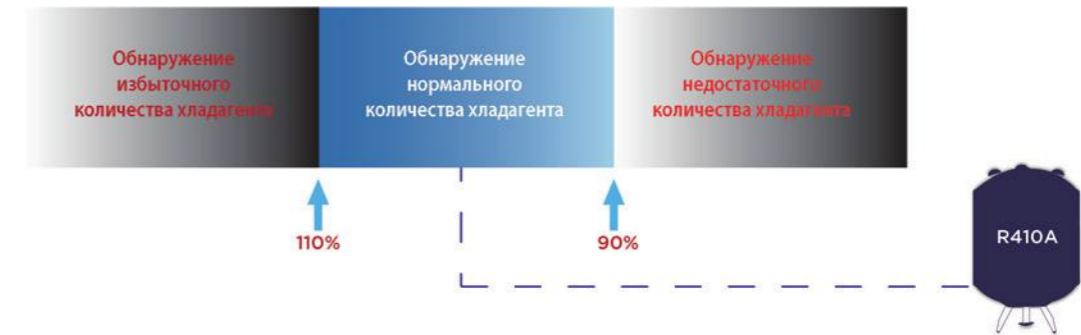 Обнаружение
избыточного
количества хладагента
Обнаружение
нормального
количества хладагента
Обнаружение
недостаточного
количества хладагента
110%
90%
R410A